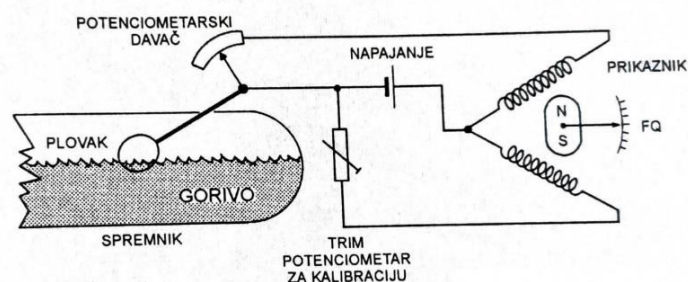 POTENCIOMETARSKI
DAVAČ
NAPAJANJE
PRIKAZNIK
PLOVAK
N
S
FQ
GORIVO
SPREMNIK
TRIM
POTENCIOMETAR
ZA KALIBRACIJU